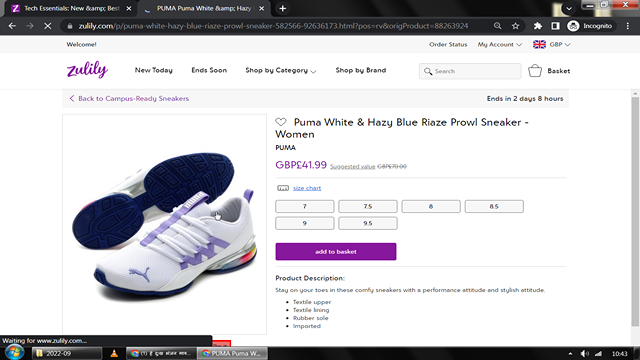 Tech Essentials: New &amp; Best
PUMA Puma White &amp; Hazy
zulily.com/p/puma-white-hazy-blue-riaze-prowl-sneaker-582566-92636173.html?pos=rv&origProduct=88263924
Incognito
Welcome!
Order Status
My Account
GBP
zulily
New Today
Ends Soon
Shop by Category
Shop by Brand
Search
Basket
Back to Campus-Ready Sneakers
Ends in 2 days 8 hours
Puma White & Hazy Blue Riaze Prowl Sneaker -
Women
PUMA
GBP£41.99 Suggested value GBP£70.00
size chart
7 7.5 8 8.5
9 9.5
add to basket
Product Description:
Stay on your toes in these comfy sneakers with a performance attitude and stylish attitude.
Textile upper
Textile lining
Rubber sole
Imported
Waiting for www.zulily.com...
2022-09
PUMA Puma W...
10:43